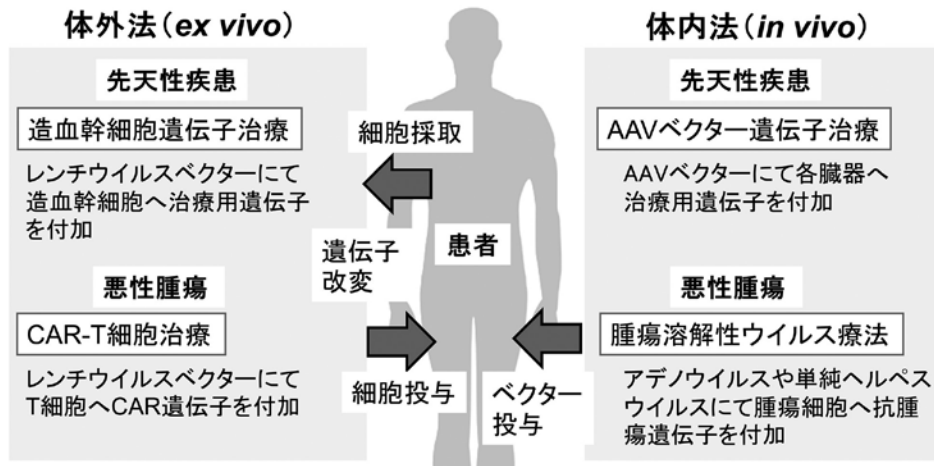 体外法（ex vivo）
先天性疾患
造血幹細胞遺伝子治療
レンチウイルスベクターにて
造血幹細胞へ治療用遺伝子
を付加
悪性腫瘍
CAR-T細胞治療
レンチウイルスベクターにて
T細胞へCAR遺伝子を付加
細胞採取
遺伝子
改変
患者
細胞投与
ベクター
投与
体内法（in vivo）
先天性疾患
AAVベクター遺伝子治療
AAVベクターにて各臓器へ
治療用遺伝子を付加
悪性腫瘍
腫瘍溶解性ウイルス療法
アデノウイルスや単純ヘルペス
ウイルスにて腫瘍細胞へ抗腫
瘍遺伝子を付加